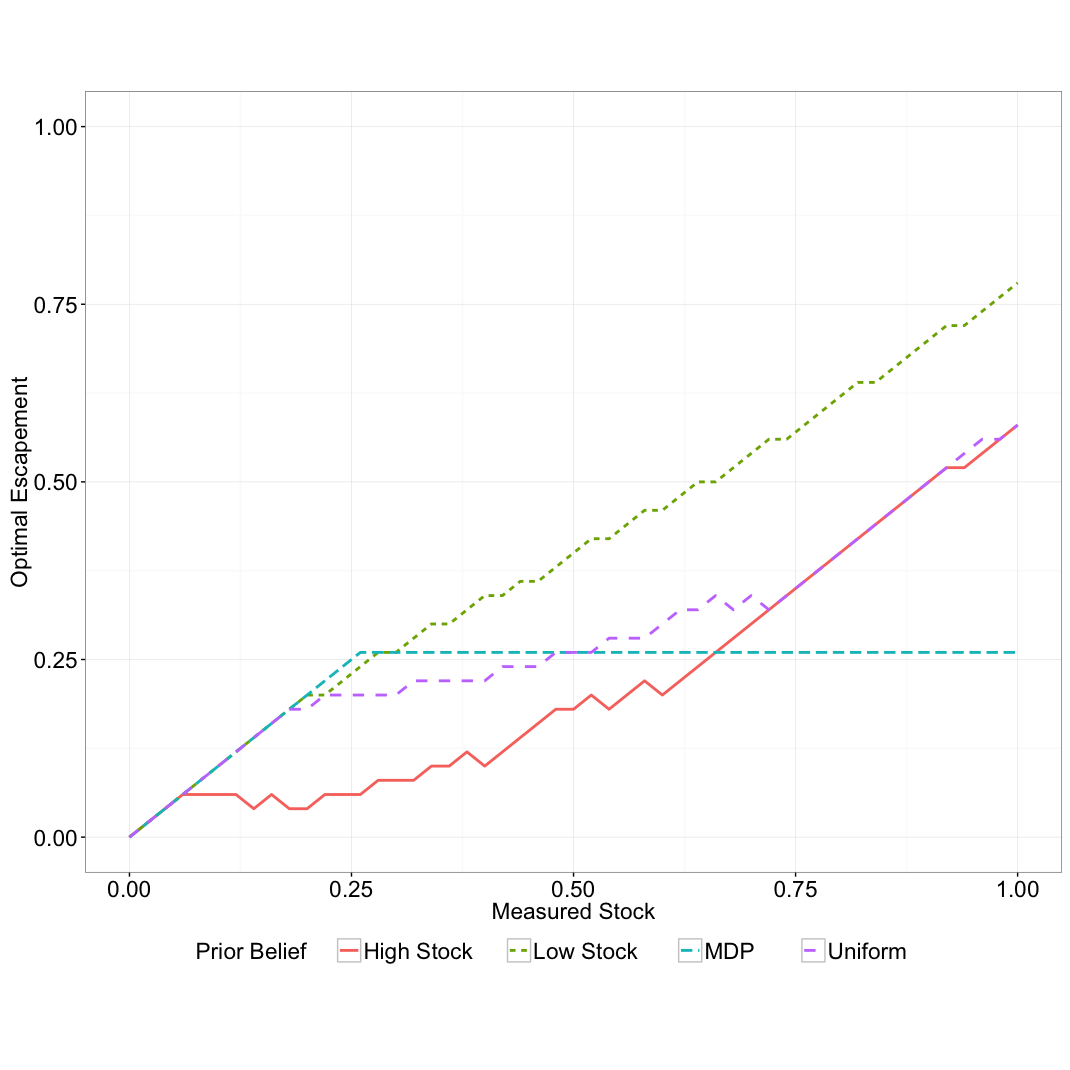 1.00
0.75
0.50
0.25
0.00
Optimal Escapement
0.00 0.25 0.50 0.75 1.00
Measured Stock
Prior Belief High Stock Low Stock MDP Uniform